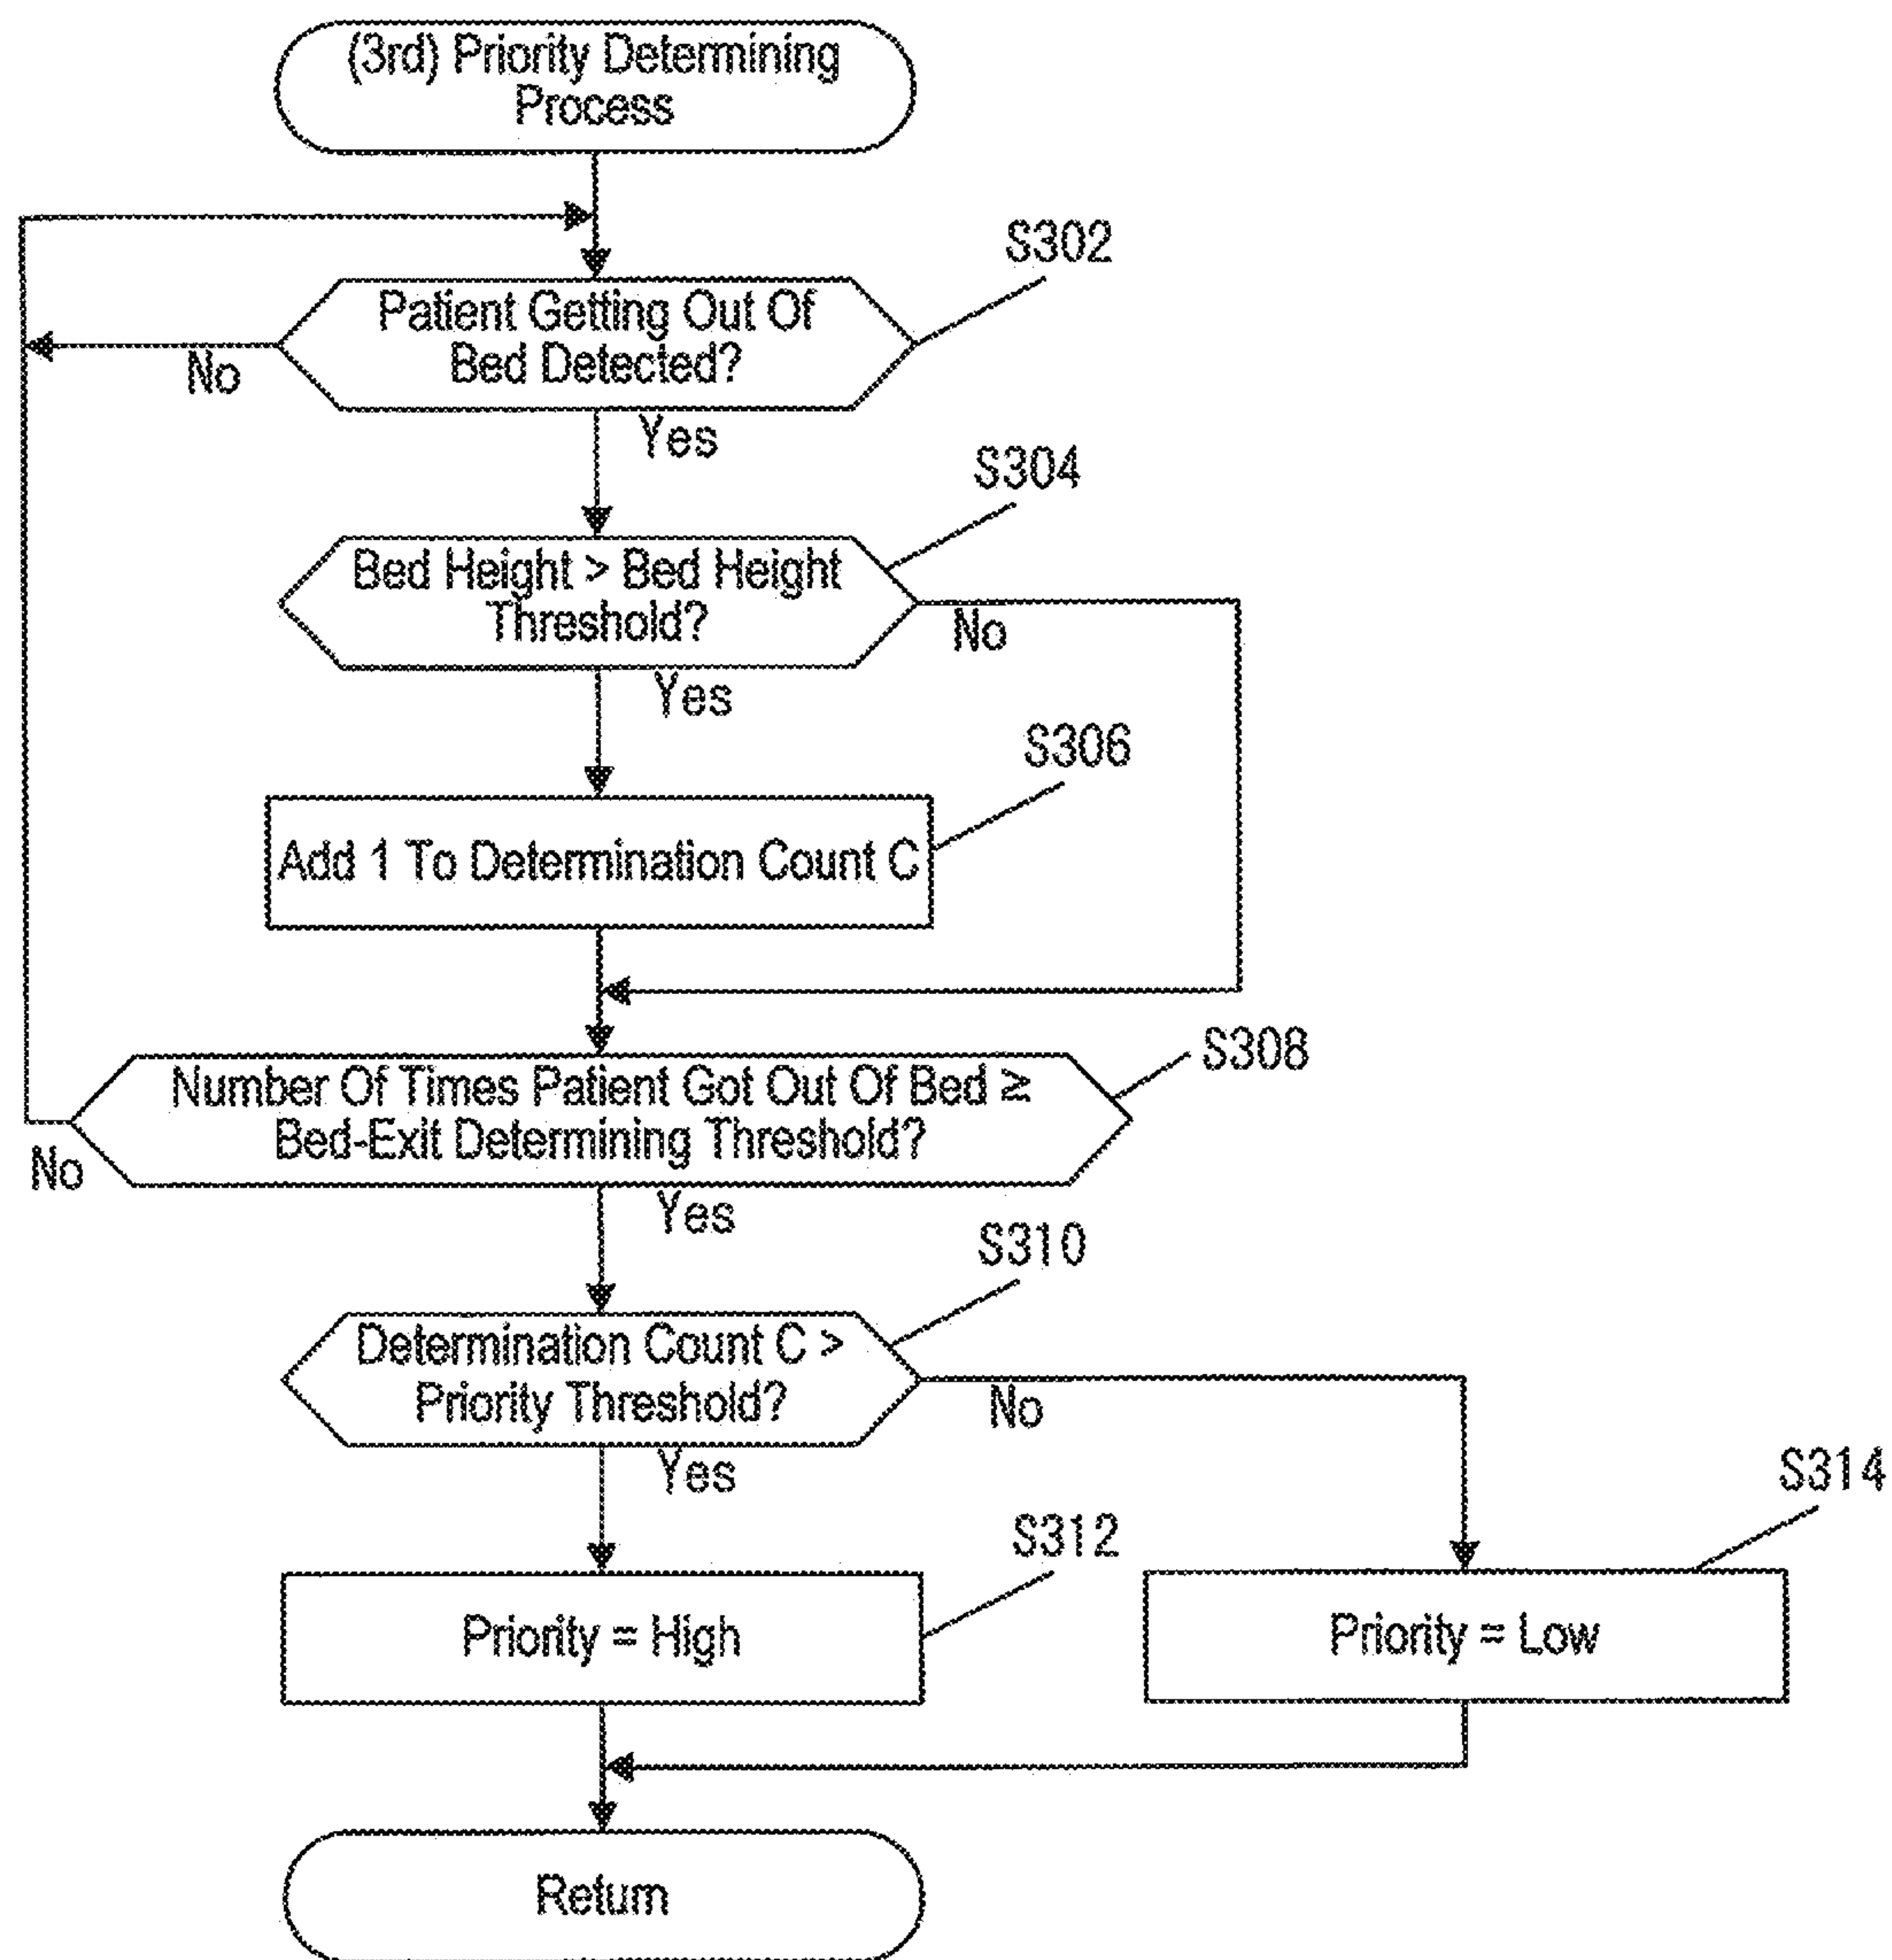 (3rd) Priority Determining
Process
S302
Patient Getting Out Of
Bed Detected?
No
Yes
S304
Bed Height > Bed Height
Threshold?
No
Yes
S306
Add 1 To Determination Count C
S308
Number Of Times Patient Got Out Of Bed ≥
Bed-Exit Determining Threshold?
No
Yes
S310
Determination Count C >
Priority Threshold?
No
Yes
S314
S312
Priority = High
Priority = Low
Return